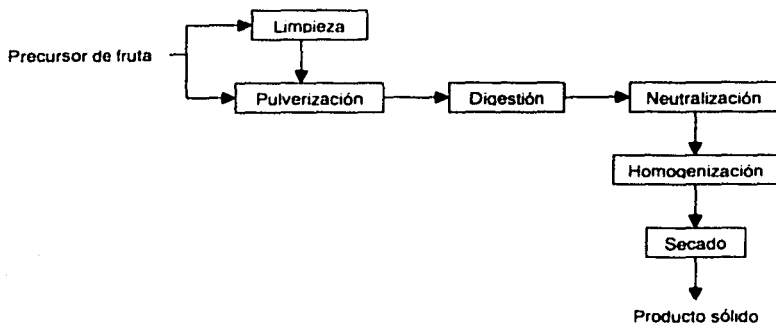 Limpieza
Precursor de fruta
Pulverización
Digestión
Neutralización
Homogenización
Secado
Producto sólido